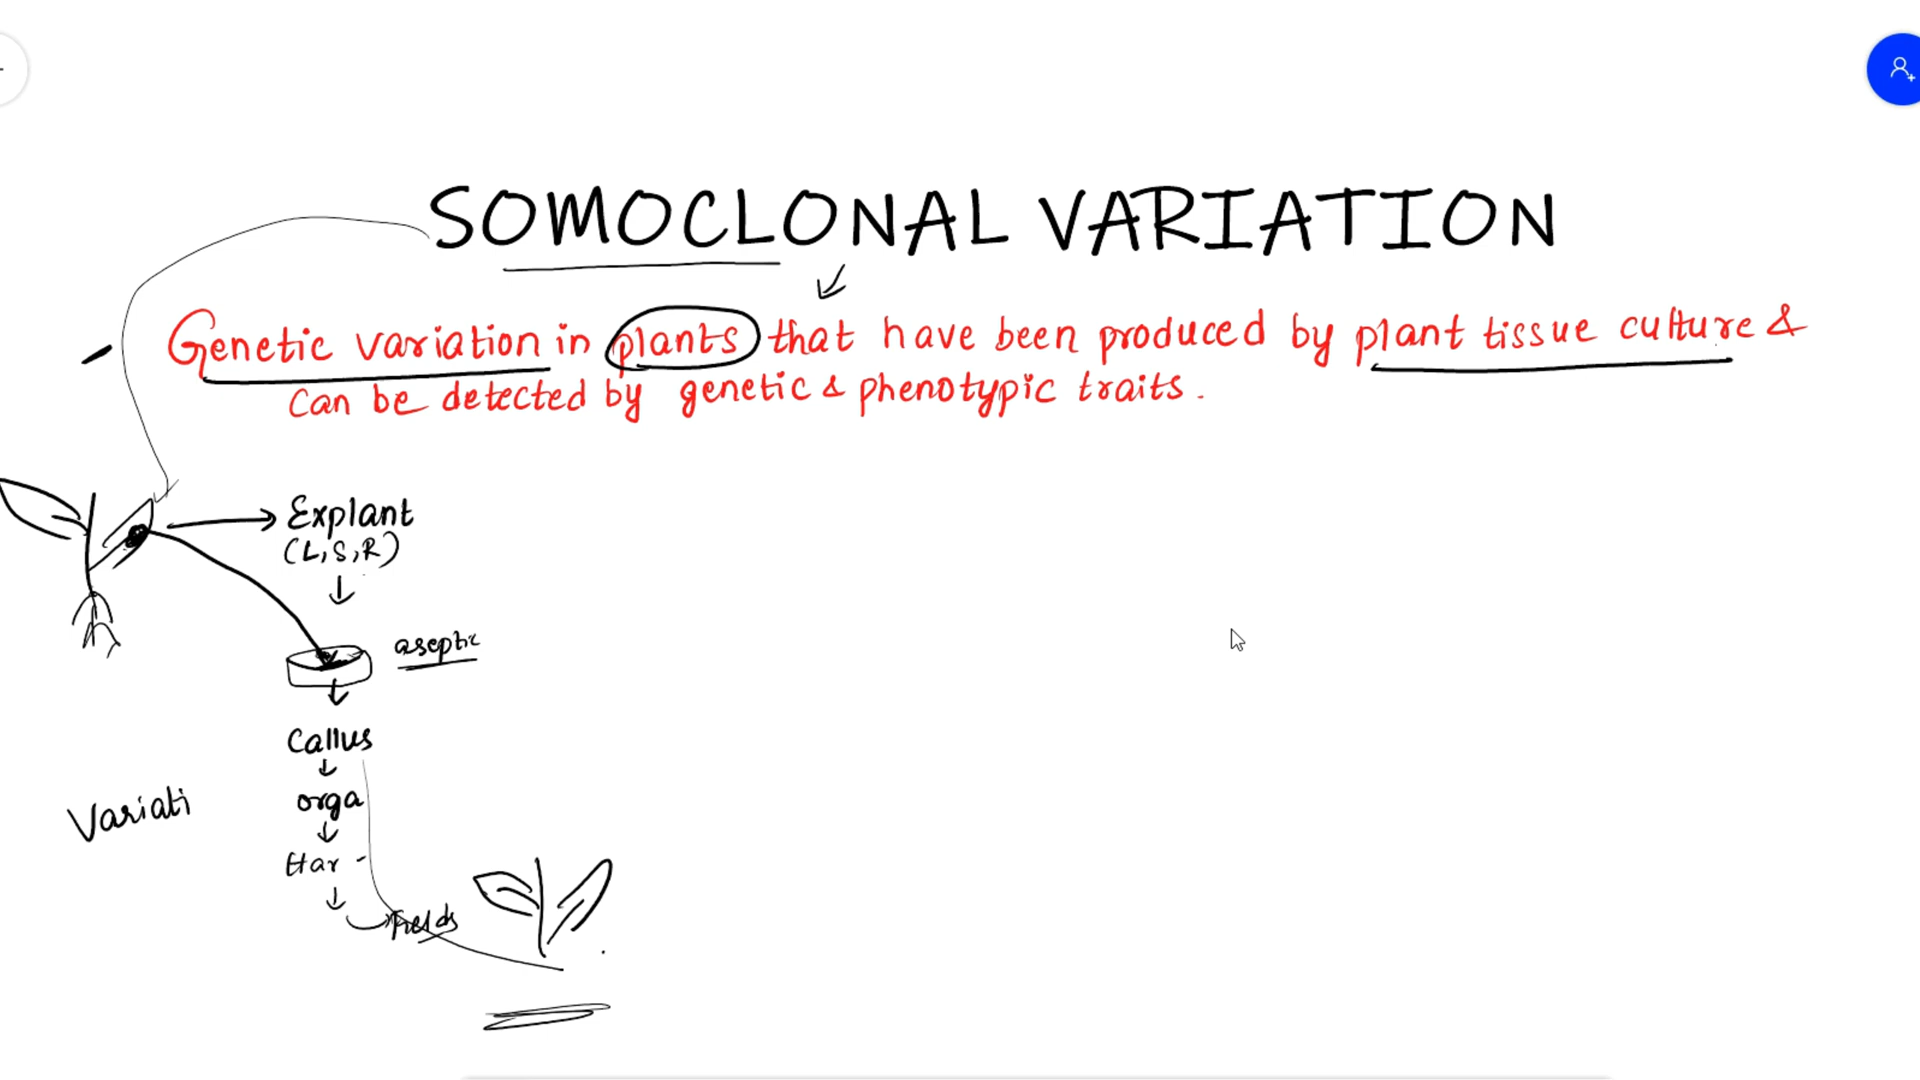 SOMOCLONAL VARIATION
Genetic variation in plants that have been produced by plant tissue culture &
can be detected by genetic & phenotypic traits.
Explant
(L,S,R)
aseptic
Callus
orga
Variati
Har -
Fields